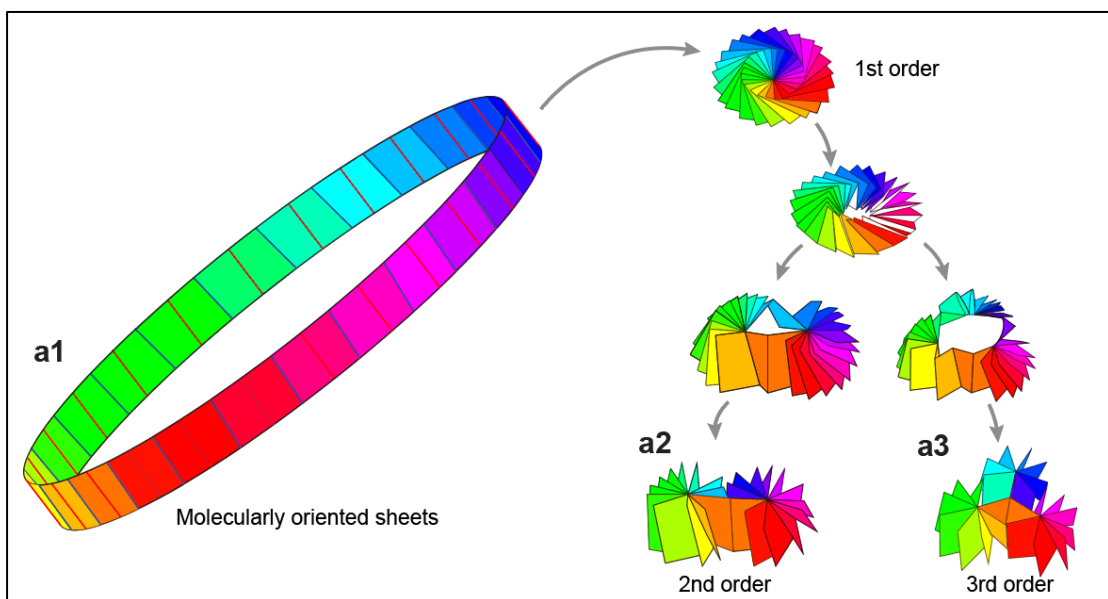 1st order
a1
Molecularly oriented sheets
a2
a3
2nd order
3rd order